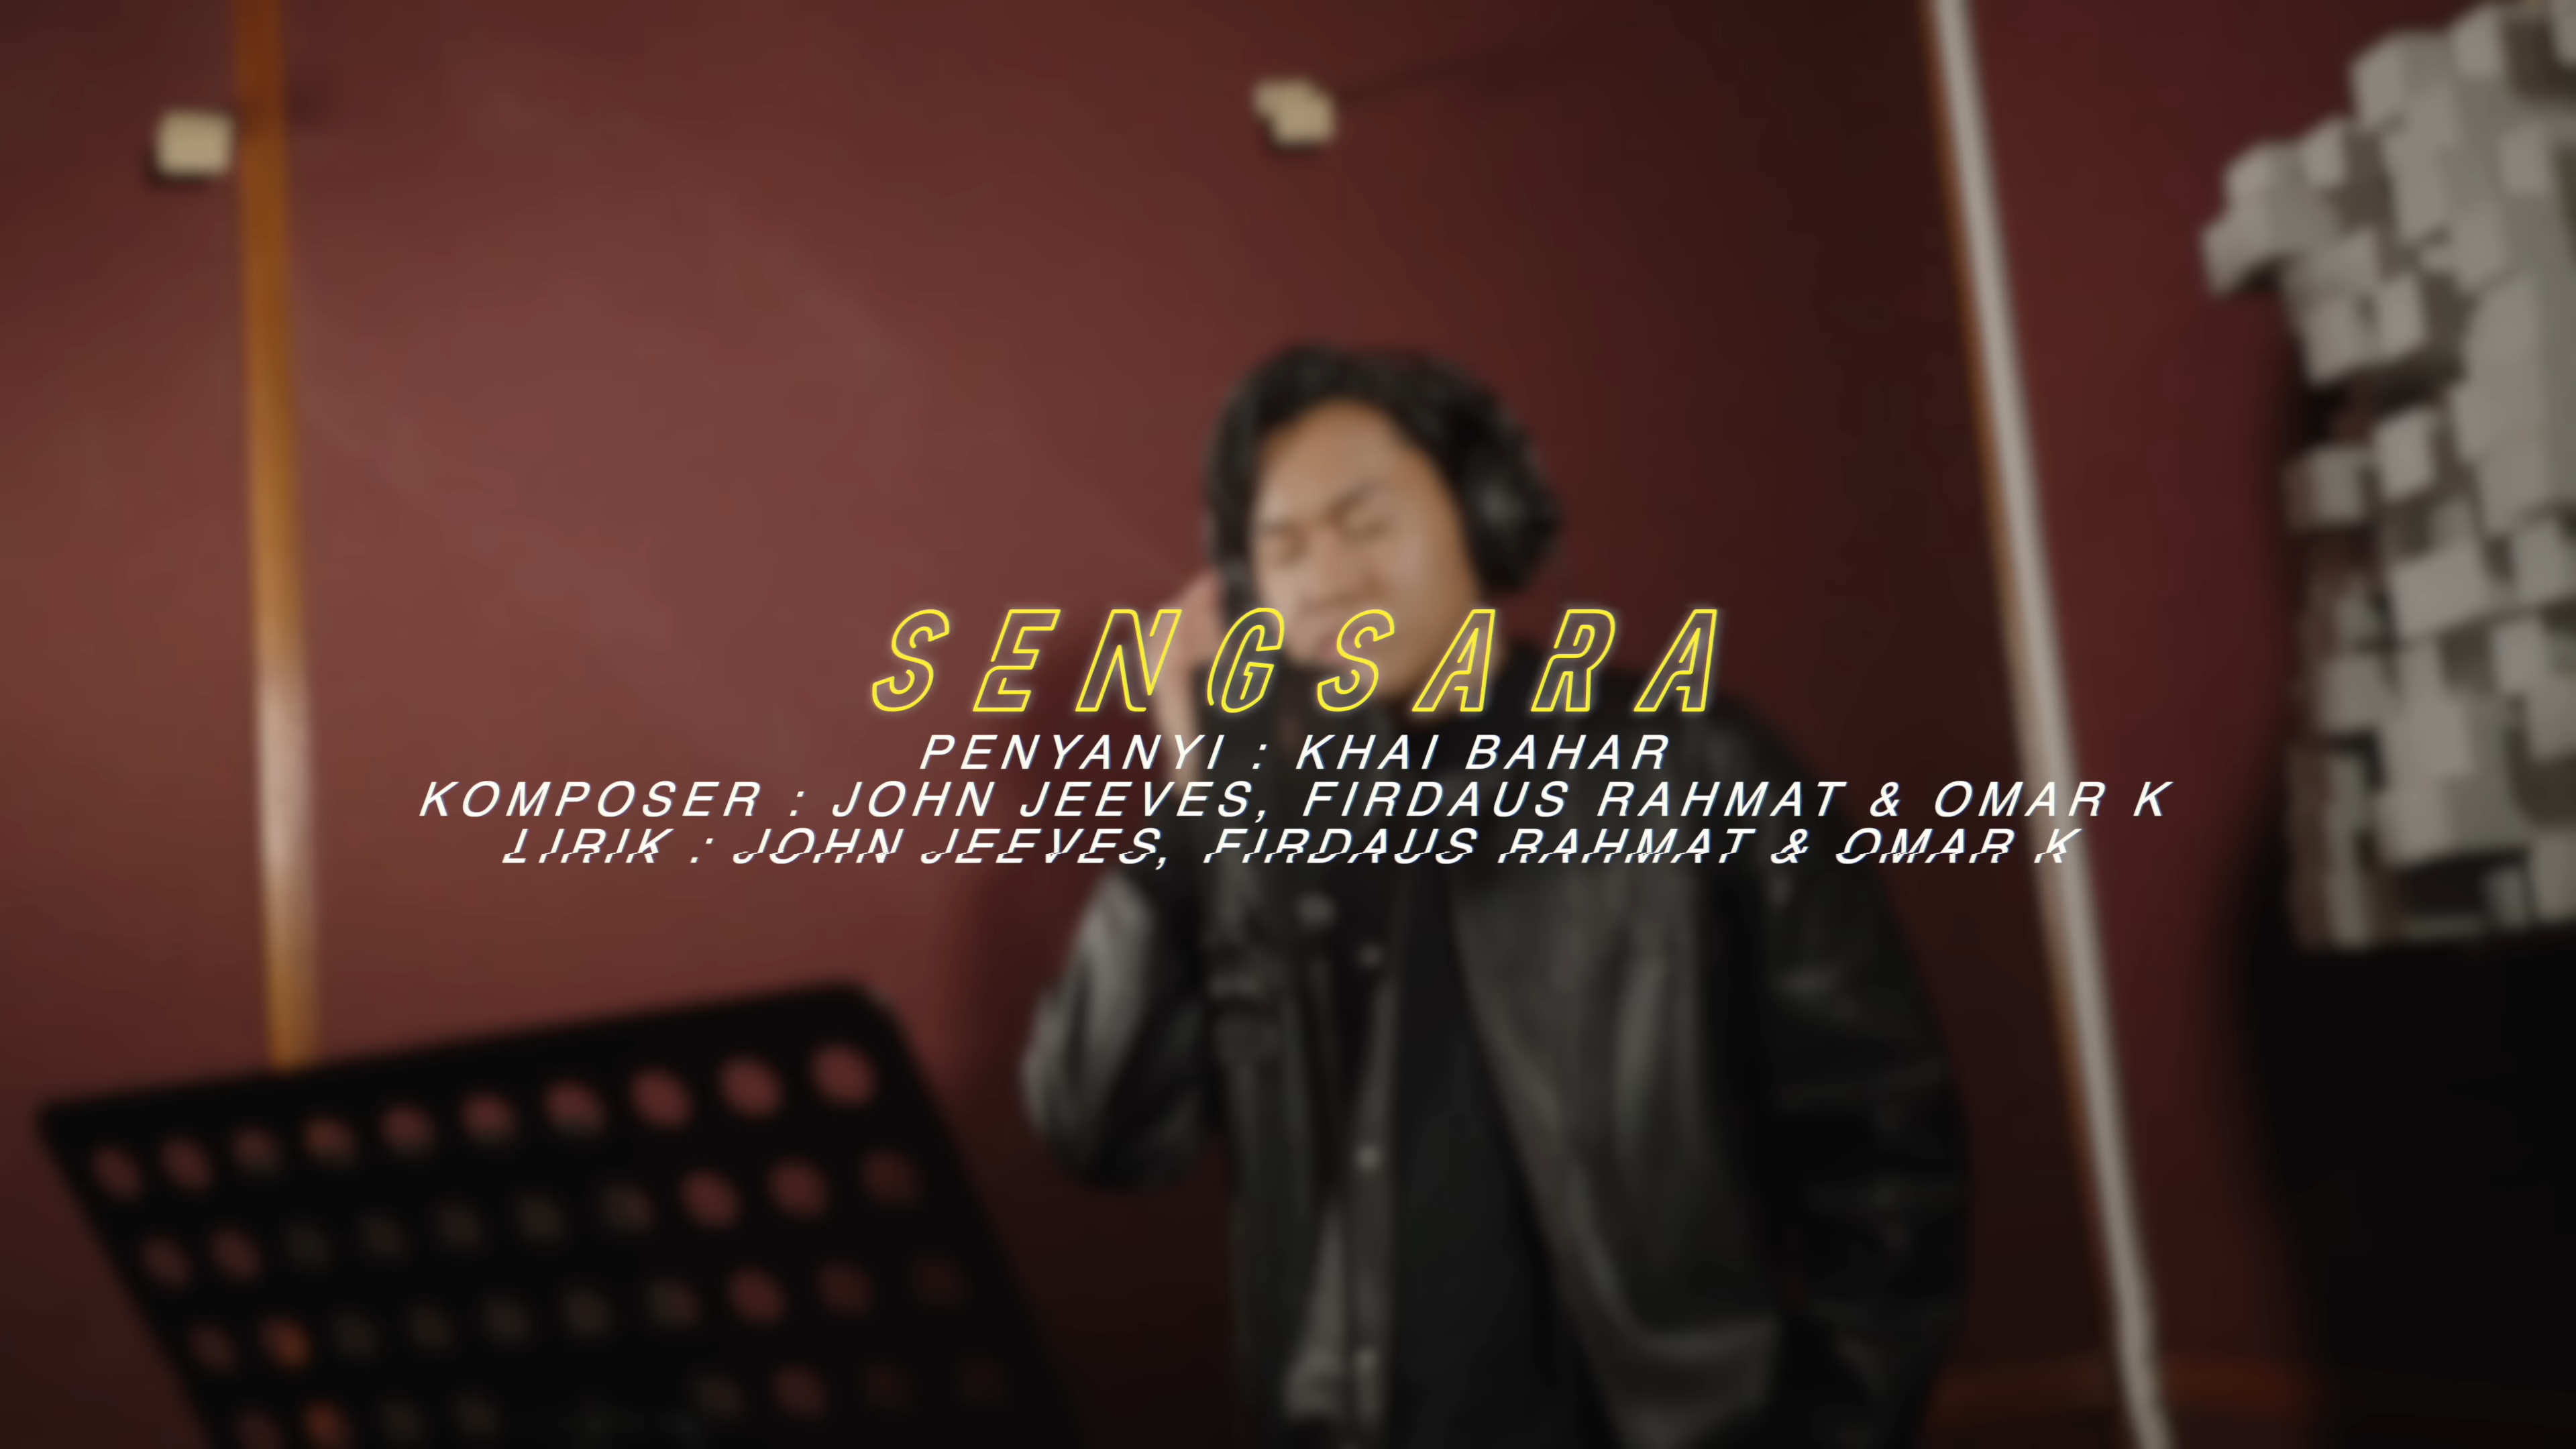 SENGSARA
PENYANYI : KHAI BAHAR
KOMPOSER : JOHN JEEVES, FIRDAUS RAHMAT & OMAR K
LIRIK : JOHN JEEVES, FIRDAUS RAHMAT & OMAR K